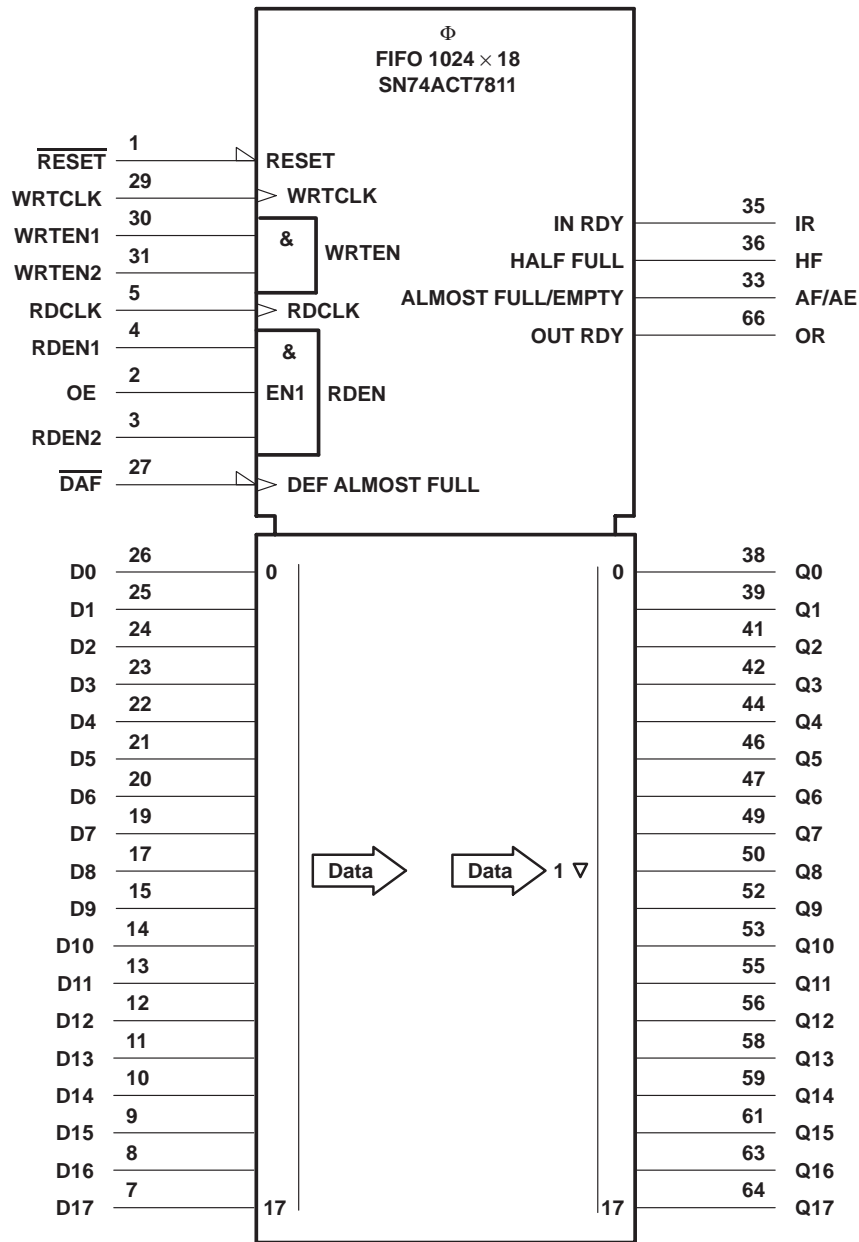 Φ
FIFO 1024 × 18
SN74ACT7811
RESET 1 RESET
WRTCLK 29 WRTCLK
WRTEN1 30 & WRTEN
WRTEN2 31
RDCLK 5 RDCLK
RDEN1 4 &
OE 2 EN1 RDEN
RDEN2 3
DAF 27 DEF ALMOST FULL
IN RDY 35 IR
HALF FULL 36 HF
ALMOST FULL/EMPTY 33 AF/AE
OUT RDY 66 OR
D0 26 0 0 38 Q0
D1 25 39 Q1
D2 24 41 Q2
D3 23 42 Q3
D4 22 44 Q4
D5 21 46 Q5
D6 20 47 Q6
D7 19 49 Q7
D8 17 Data Data 1 ∇ 50 Q8
D9 15 52 Q9
D10 14 53 Q10
D11 13 55 Q11
D12 12 56 Q12
D13 11 58 Q13
D14 10 59 Q14
D15 9 61 Q15
D16 8 63 Q16
D17 7 17 17 64 Q17